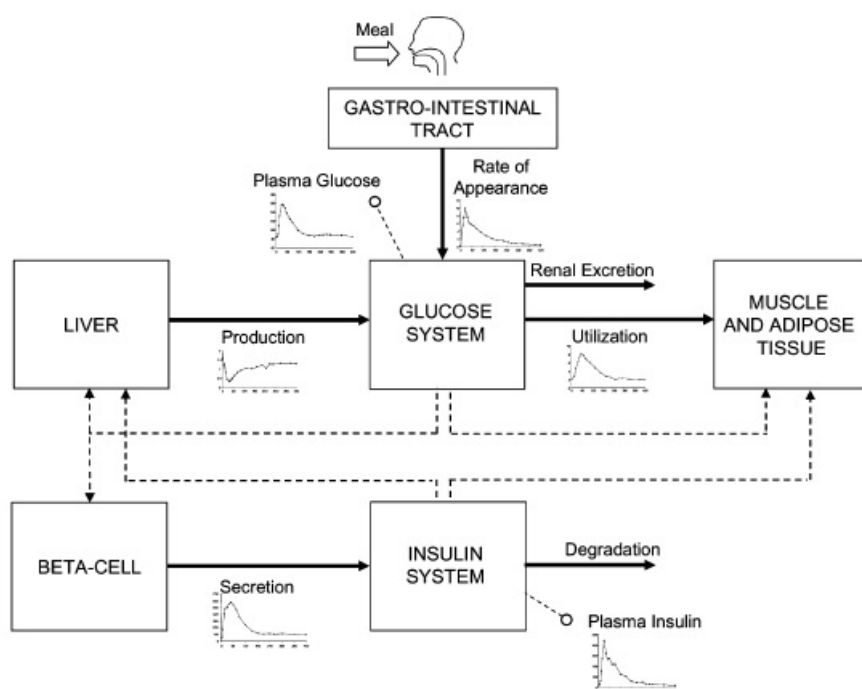 Meal
GASTRO-INTESTINAL
TRACT
Plasma Glucose
Rate of
Appearance
LIVER
Production
GLUCOSE
SYSTEM
Renal Excretion
Utilization
MUSCLE
AND ADIPOSE
TISSUE
BETA-CELL
Secretion
INSULIN
SYSTEM
Degradation
Plasma Insulin